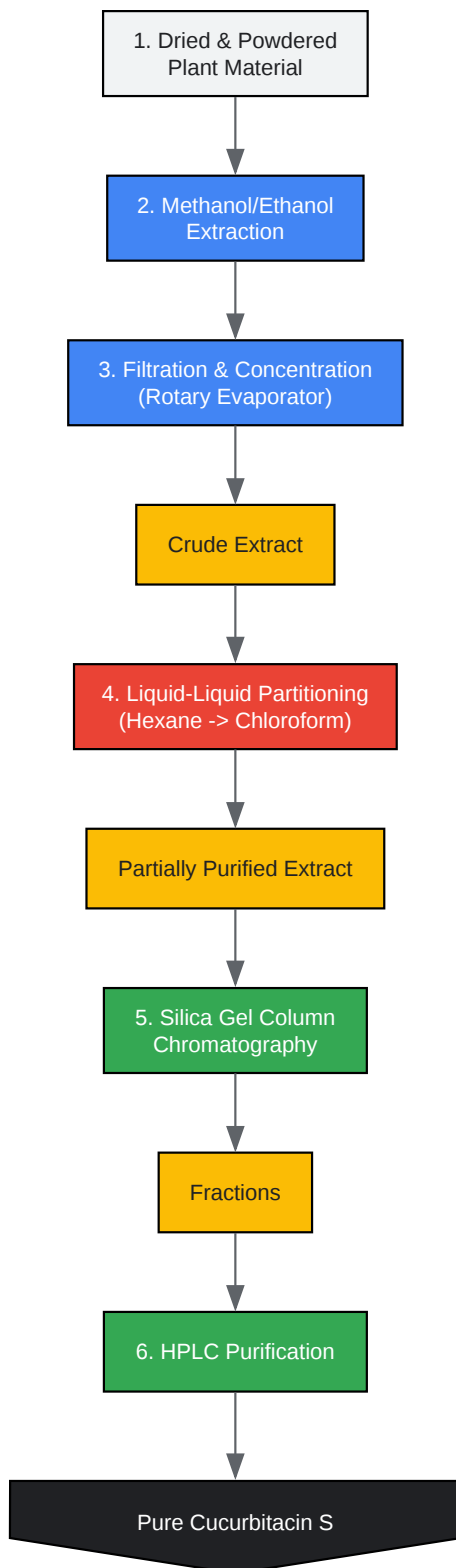 1. Dried & Powdered
Plant Material
2. Methanol/Ethanol
Extraction
3. Filtration & Concentration
(Rotary Evaporator)
Crude Extract
4. Liquid-Liquid Partitioning
(Hexane -> Chloroform)
Partially Purified Extract
5. Silica Gel Column
Chromatography
Fractions
6. HPLC Purification
Pure Cucurbitacin S